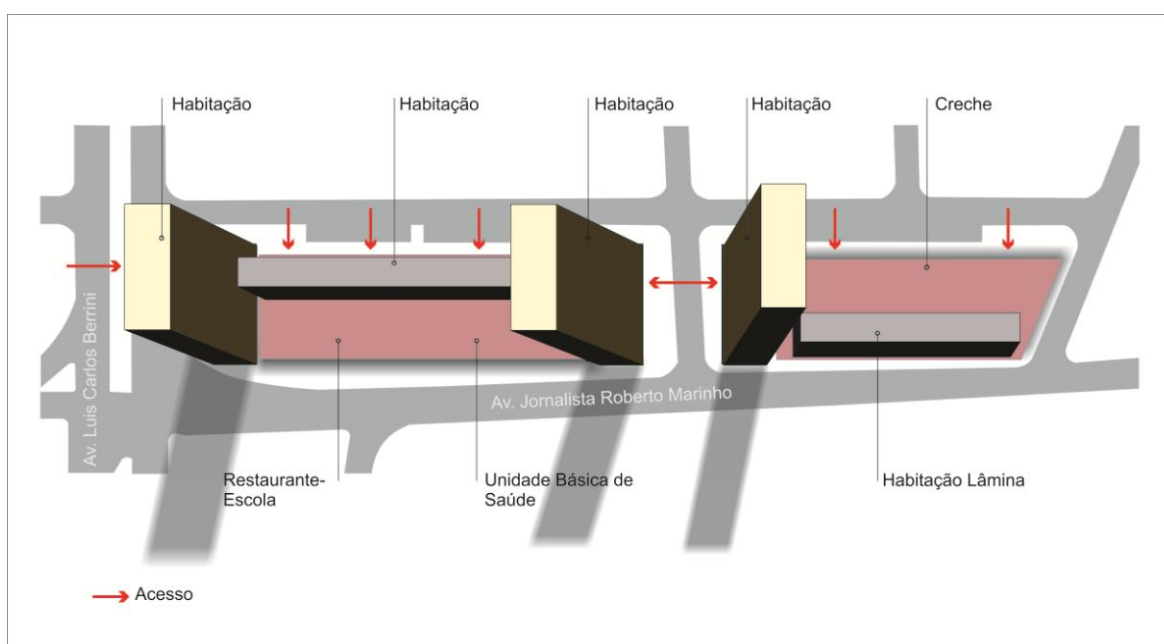 Habitação
Habitação
Habitação
Habitação
Creche
Av. Luis Carlos Berrini
Av. Jornalista Roberto Marinho
Restaurante-
Escola
Unidade Básica de
Saúde
Habitação Lâmina
Acesso